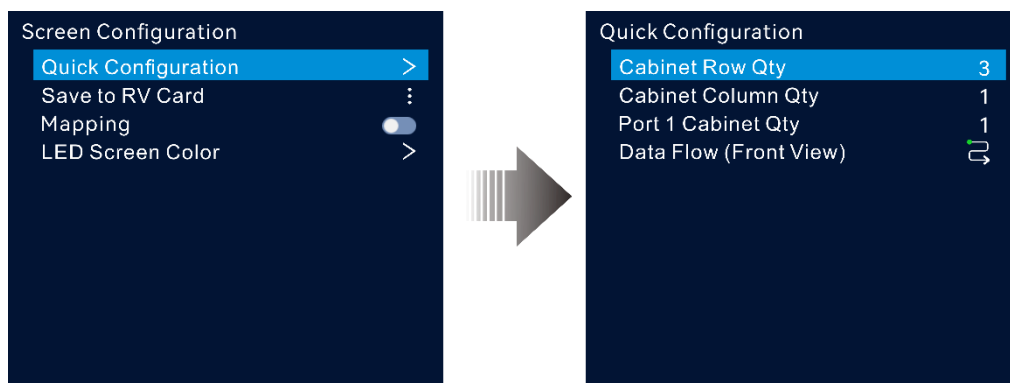 Screen Configuration
Quick Configuration >
Save to RV Card
Mapping
LED Screen Color >
Quick Configuration
Cabinet Row Qty 3
Cabinet Column Qty 1
Port 1 Cabinet Qty 1
Data Flow (Front View)